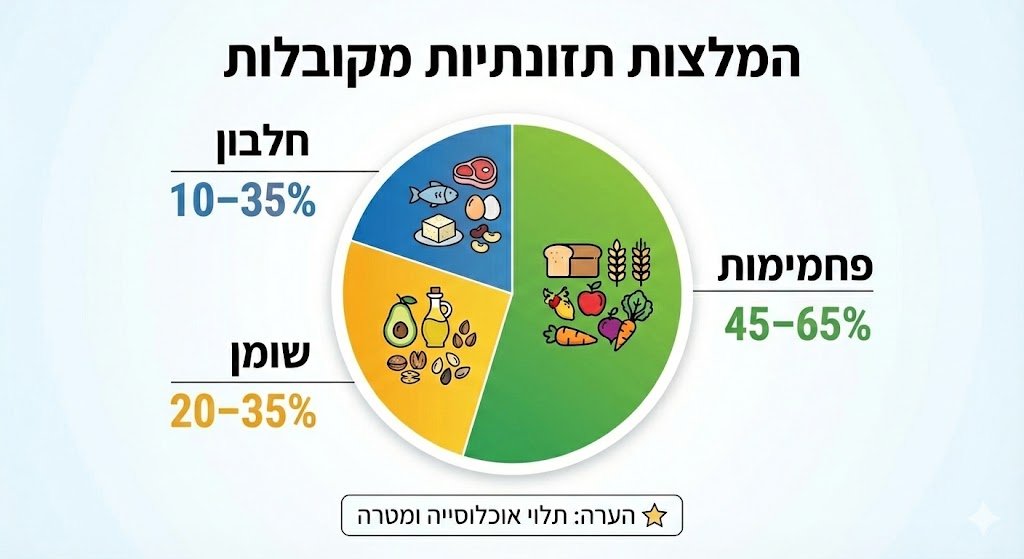 המלצות תזונתיות מקובלות
חלבון
10–35%
פחמימות
45–65%
שומן
20–35%
הערה: תלוי אוכלוסייה ומטרה